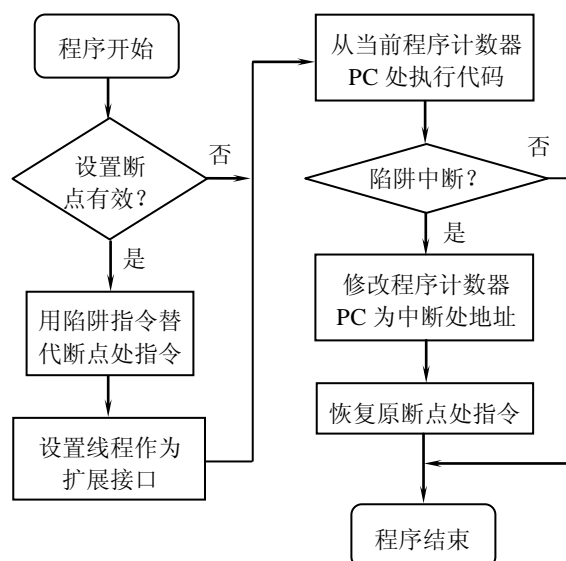 程序开始
设置断
点有效？
否
是
用陷阱指令替
代断点处指令
设置线程作为
扩展接口
从当前程序计数器
PC 处执行代码
陷阱中断？
否
是
修改程序计数器
PC 为中断处地址
恢复原断点处指令
程序结束